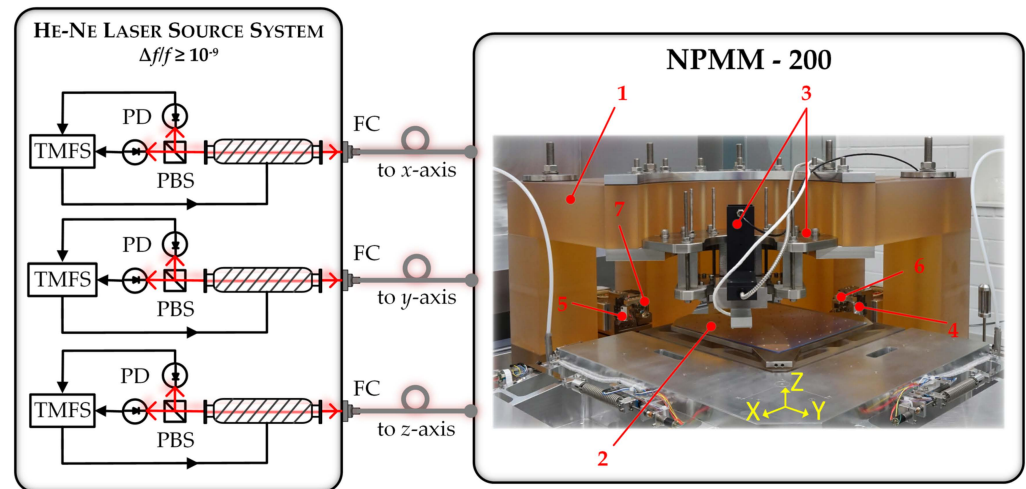 HE-NE LASER SOURCE SYSTEM
Δf/f ≥ 10⁻⁹
PD
TMFS
PBS
FC
to x-axis
TMFS
PD
PBS
FC
to y-axis
PD
TMFS
PBS
FC
to z-axis
NPMM - 200
1
3
7
6
5
4
2
Z
X
Y